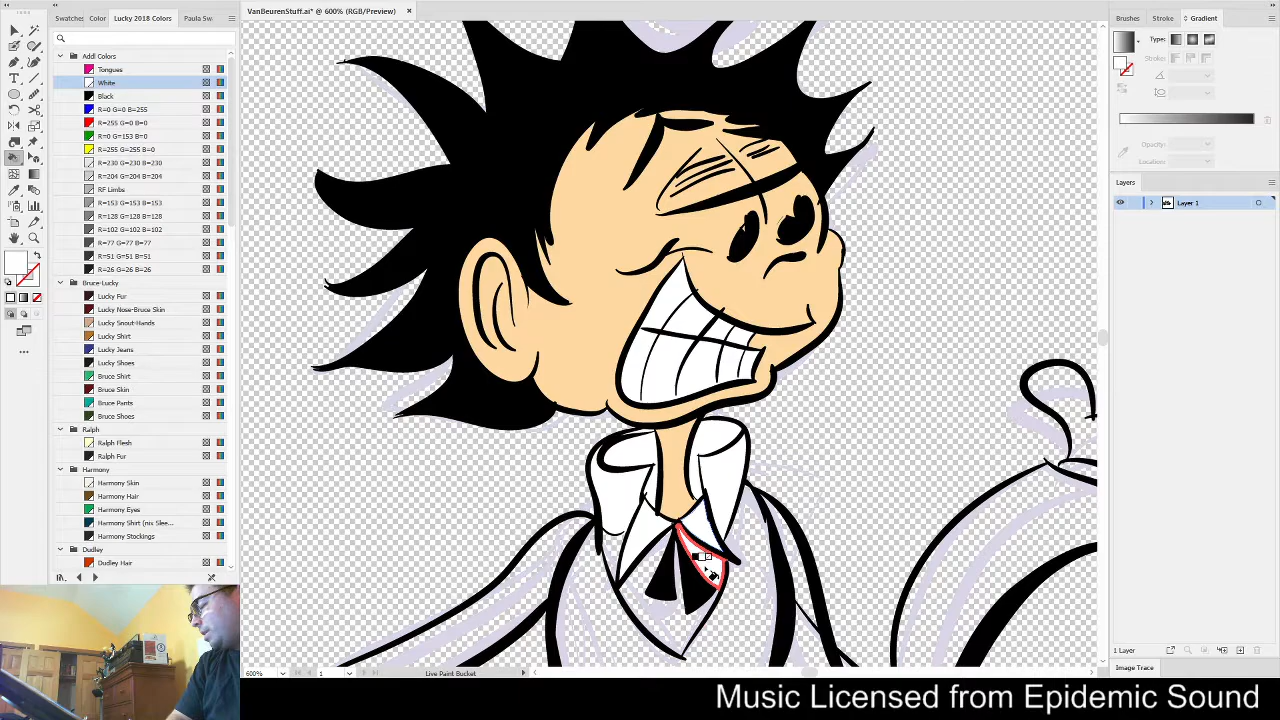 Swatches Color Lucky 2018 Colors Paula Sw
Addl Colors
Tongues
White
Black
R=0 G=0 B=255
R=255 G=0 B=0
R=0 G=153 B=0
R=255 G=255 B=0
R=230 G=230 B=230
R=204 G=204 B=204
RF Limbs
R=153 G=153 B=153
R=128 G=128 B=128
R=102 G=102 B=102
R=77 G=77 B=77
R=51 G=51 B=51
R=26 G=26 B=26
Bruce-Lucky
Lucky Fur
Lucky Nose-Bruce Skin
Lucky Snout-Hands
Lucky Shirt
Lucky Jeans
Lucky Shoes
Bruce Shirt
Bruce Skin
Bruce Pants
Bruce Shoes
Ralph
Ralph Flesh
Ralph Fur
Harmony
Harmony Skin
Harmony Hair
Harmony Eyes
Harmony Shirt (nix Slee...
Harmony Stockings
Dudley
Dudley Hair
VanBeurenStuff.ai* @ 600% (RGB/Preview)
600%
1
Live Paint Bucket
Brushes Stroke Gradient
Type:
Stroke:
Opacity:
Location:
Layers
Layer 1
1 Layer
Image Trace
Music Licensed from Epidemic Sound